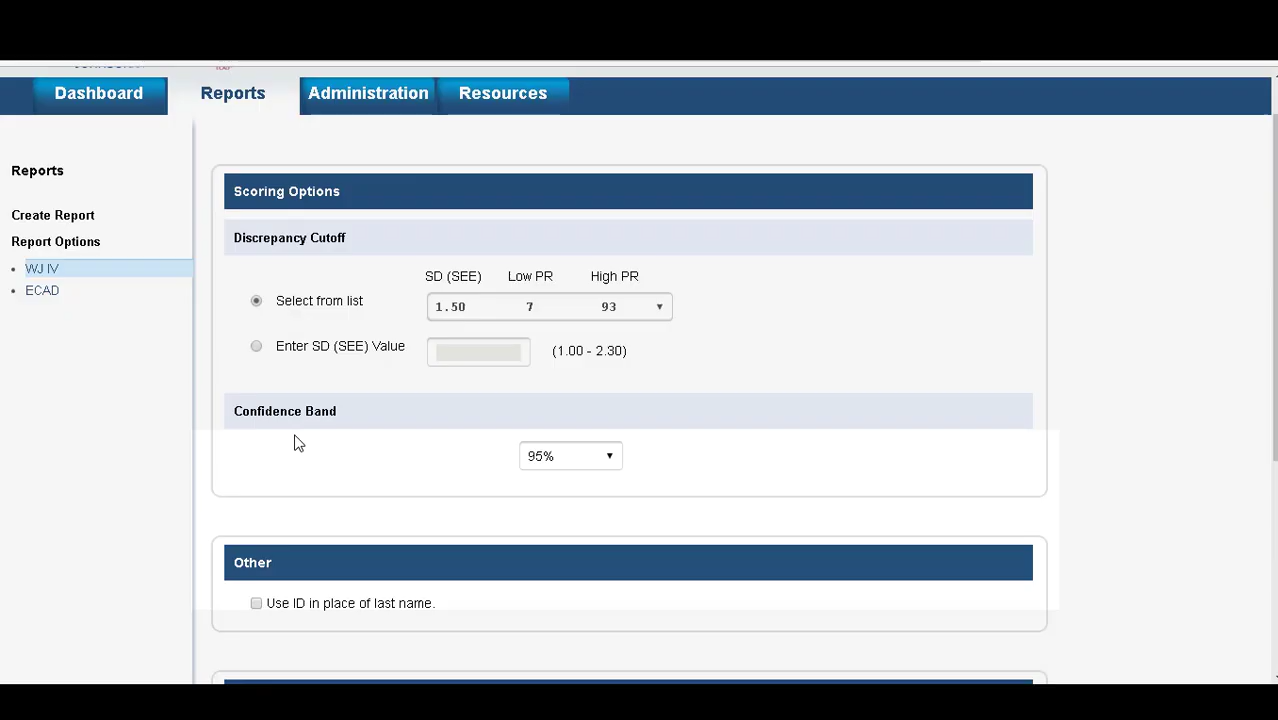 Dashboard
Reports
Administration
Resources
Reports
Create Report
Report Options
WJ IV
ECAD
Scoring Options
Discrepancy Cutoff
SD (SEE) Low PR High PR
Select from list 1.50 7 93
Enter SD (SEE) Value (1.00 - 2.30)
Confidence Band
95%
Other
Use ID in place of last name.